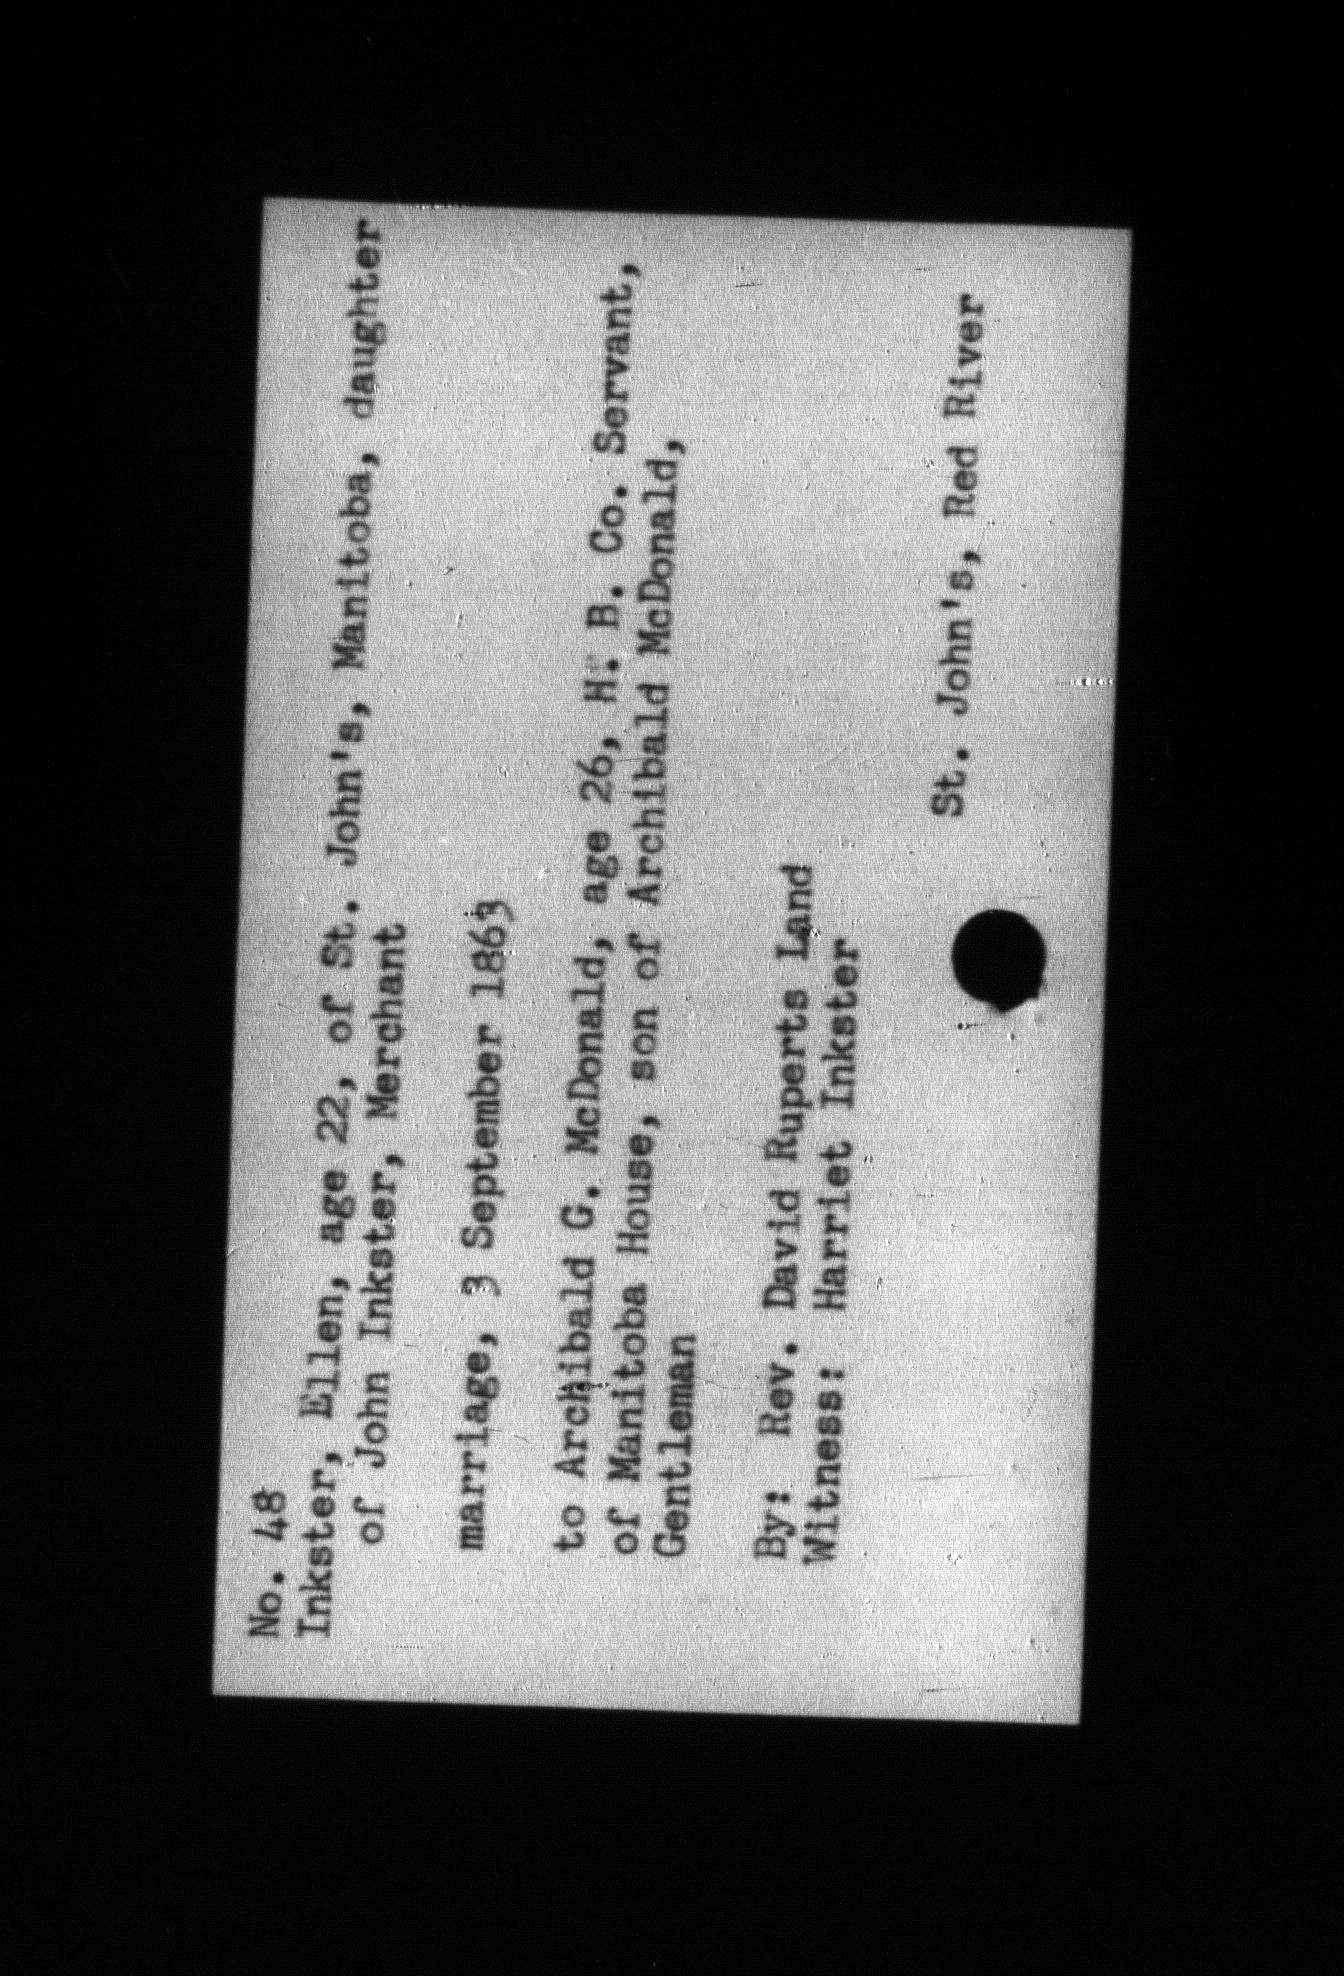 No. 48
Inkster, Ellen, age 22, of St. John's, Manitoba, daughter
of John Inkster, Merchant
marriage, 3 September 1863
to Archibald G. McDonald, age 26, H. B. Co. Servant,
of Manitoba House, son of Archibald McDonald,
Gentleman
By: Rev. David Ruperts Land
Witness: Harriet Inkster
St. John's, Red River